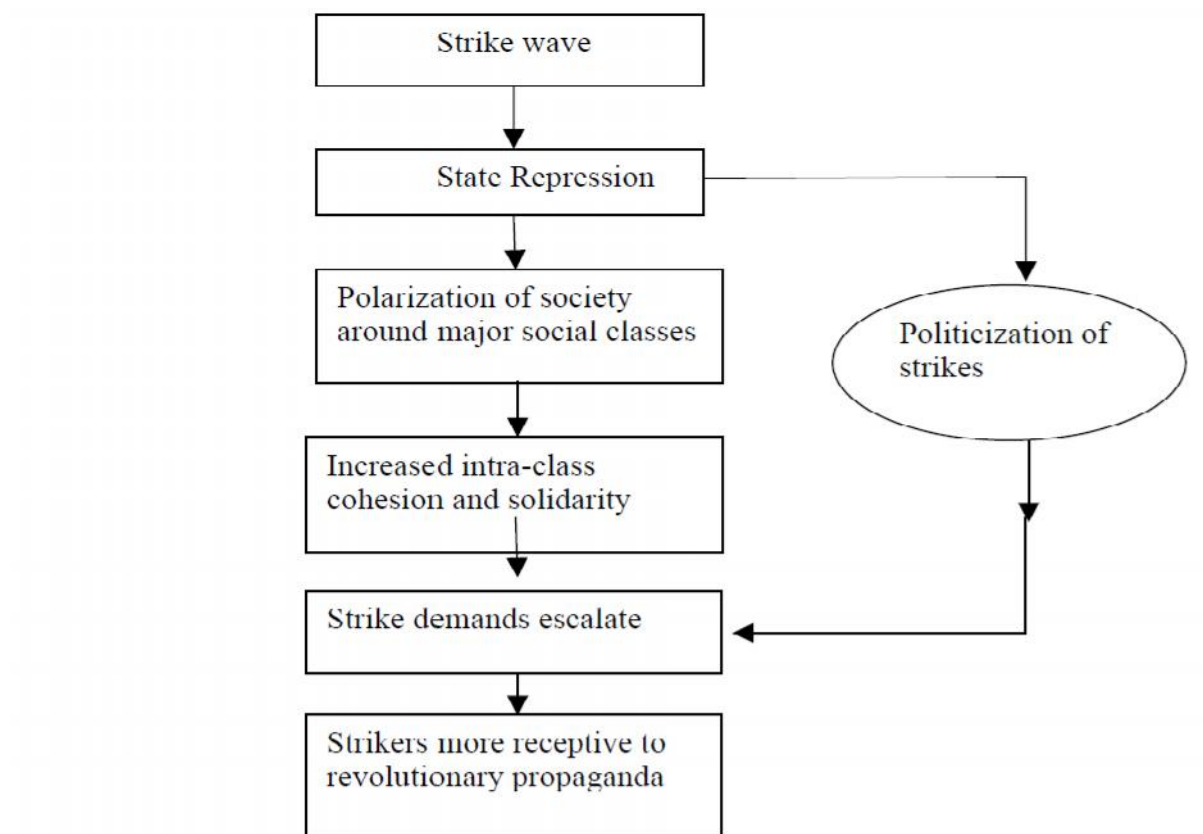 Strike wave
State Repression
Polarization of society
around major social classes
Politicization of
strikes
Increased intra-class
cohesion and solidarity
Strike demands escalate
Strikers more receptive to
revolutionary propaganda